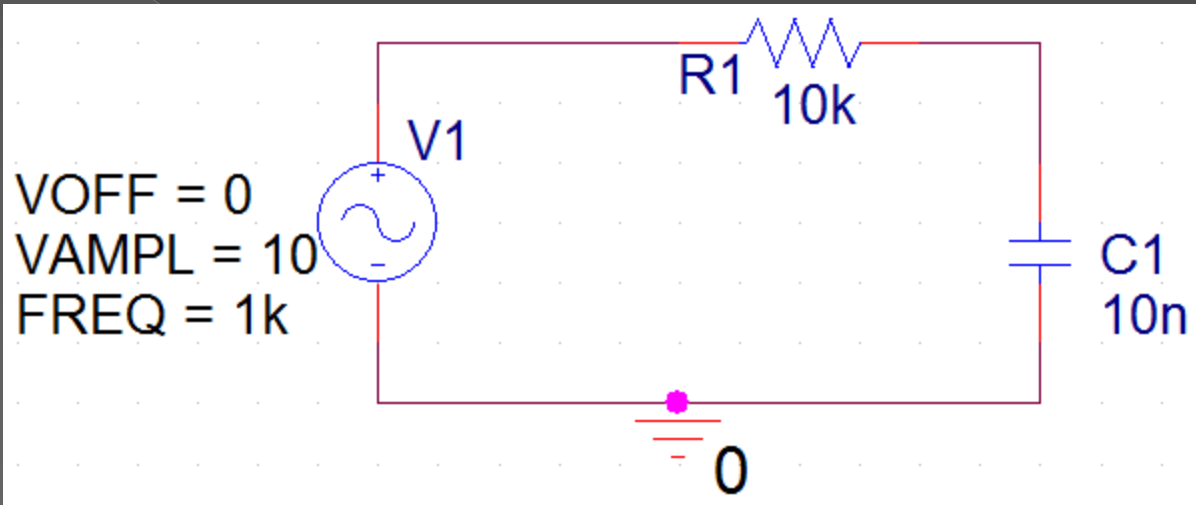 R1
10k
V1
VOFF = 0
VAMPL = 10
FREQ = 1k
C1
10n
0